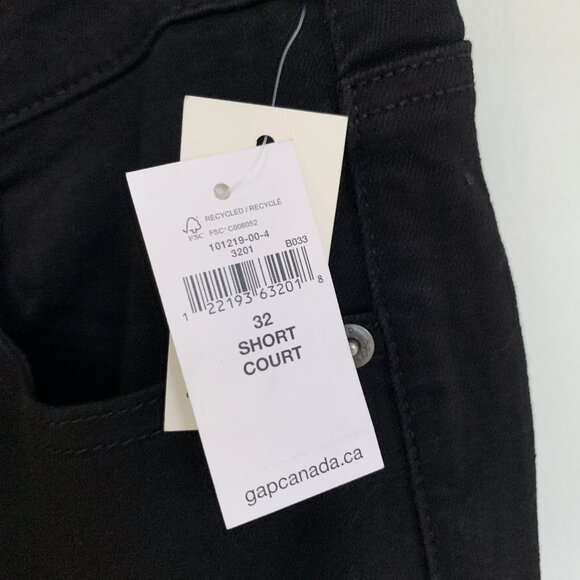 RECYCLED / RECYCLÉ
FSC FSC® C006052
101219-00-4
3201 B033
1 22193 63201 8
32
SHORT
COURT
gapcanada.ca